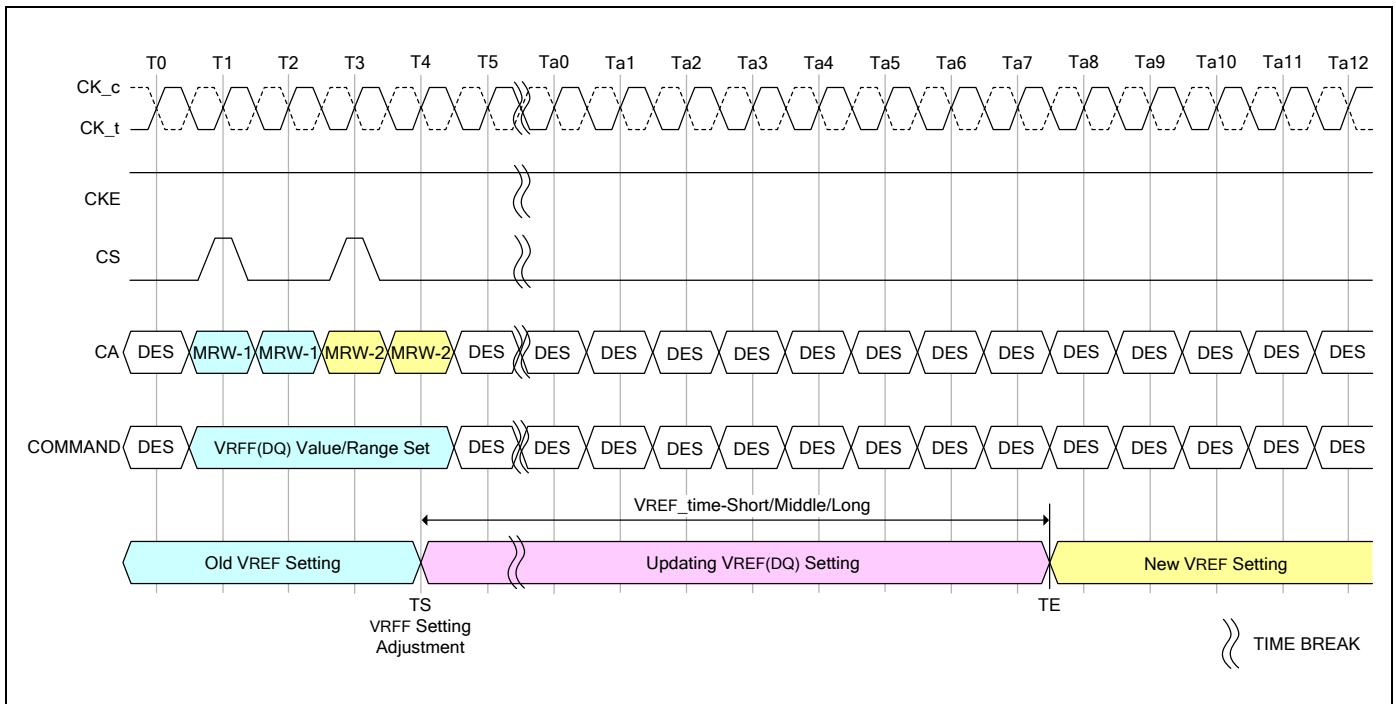 T0 T1 T2 T3 T4 T5 Ta0 Ta1 Ta2 Ta3 Ta4 Ta5 Ta6 Ta7 Ta8 Ta9 Ta10 Ta11 Ta12
CK_c
CK_t
CKE
CS
CA DES MRW-1 MRW-1 MRW-2 MRW-2 DES DES DES DES DES DES DES DES DES DES DES DES DES DES
COMMAND DES VRFF(DQ) Value/Range Set DES DES DES DES DES DES DES DES DES DES DES DES DES DES
VREF_time-Short/Middle/Long
Old VREF Setting Updating VREF(DQ) Setting New VREF Setting
TS TE
VRFF Setting
Adjustment
TIME BREAK